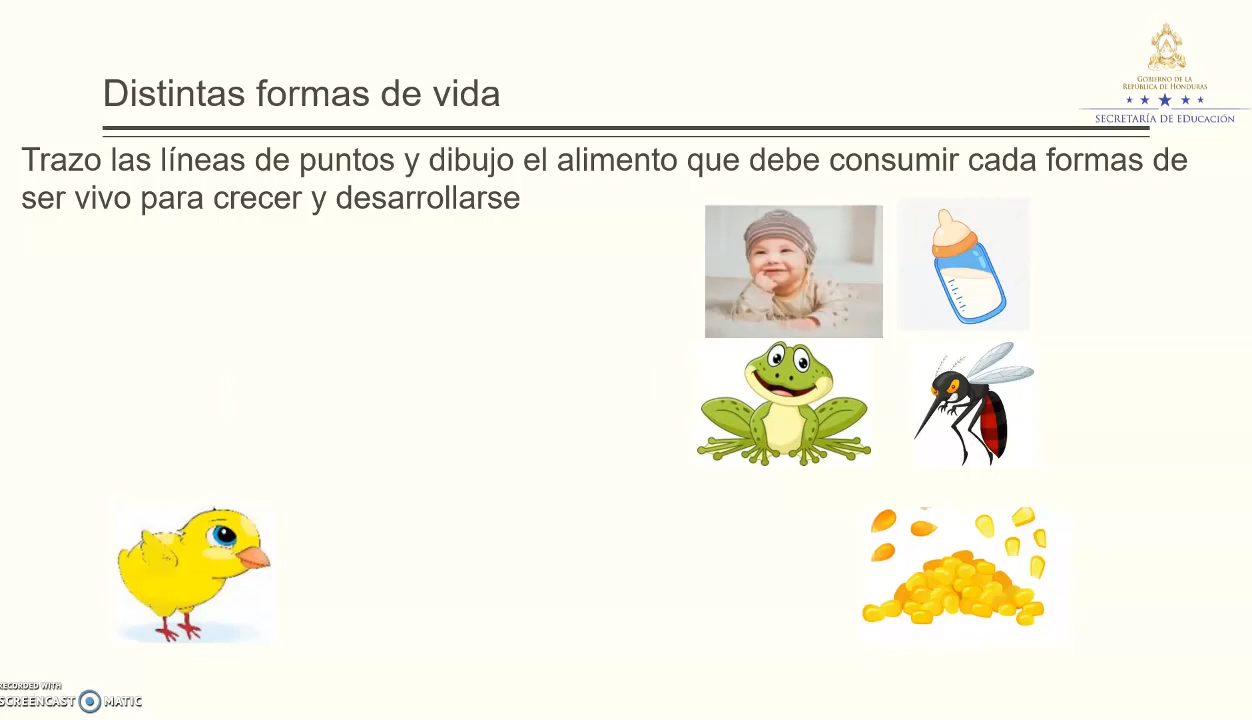 GOBIERNO DE LA
REPÚBLICA DE HONDURAS
SECRETARÍA DE EDUCACIÓN
Distintas formas de vida
Trazo las líneas de puntos y dibujo el alimento que debe consumir cada formas de
ser vivo para crecer y desarrollarse
RECORDED WITH
SCREENCAST MATIC